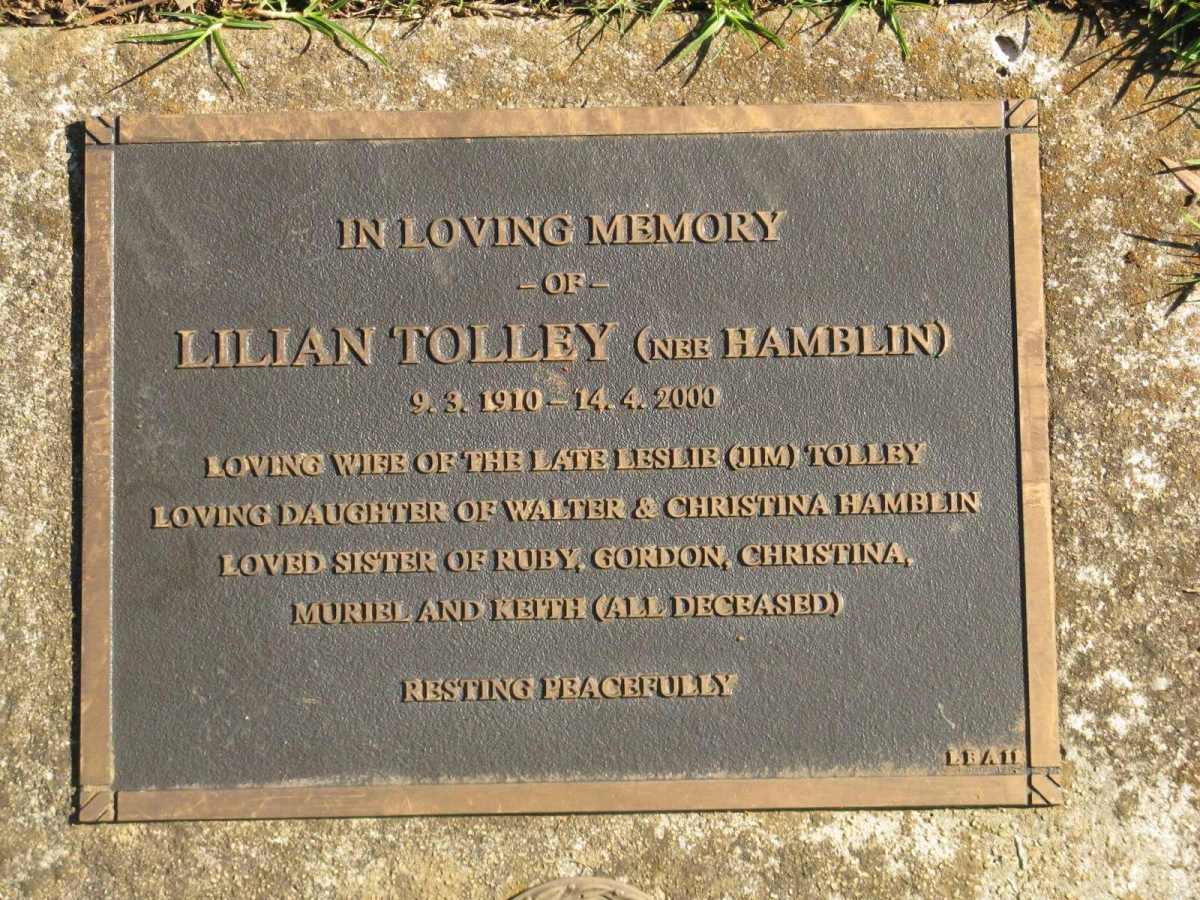 IN LOVING MEMORY
– OF –
LILIAN TOLLEY (NEE HAMBLIN)
9. 3. 1910 – 14. 4. 2000
LOVING WIFE OF THE LATE LESLIE (JIM) TOLLEY
LOVING DAUGHTER OF WALTER & CHRISTINA HAMBLIN
LOVED SISTER OF RUBY, GORDON, CHRISTINA,
MURIEL AND KEITH (ALL DECEASED)
RESTING PEACEFULLY
LBA11